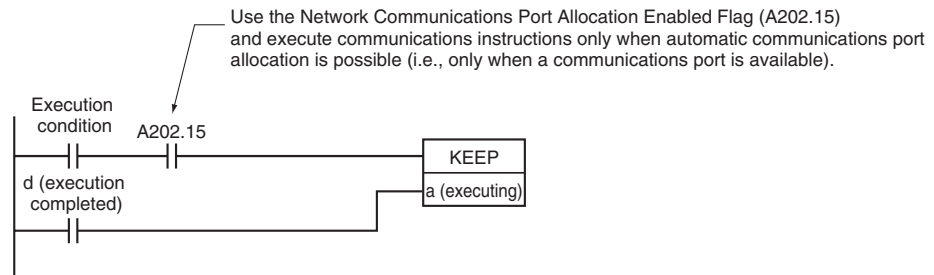 Use the Network Communications Port Allocation Enabled Flag (A202.15)
and execute communications instructions only when automatic communications port
allocation is possible (i.e., only when a communications port is available).
Execution
condition
A202.15
KEEP
a (executing)
d (execution
completed)